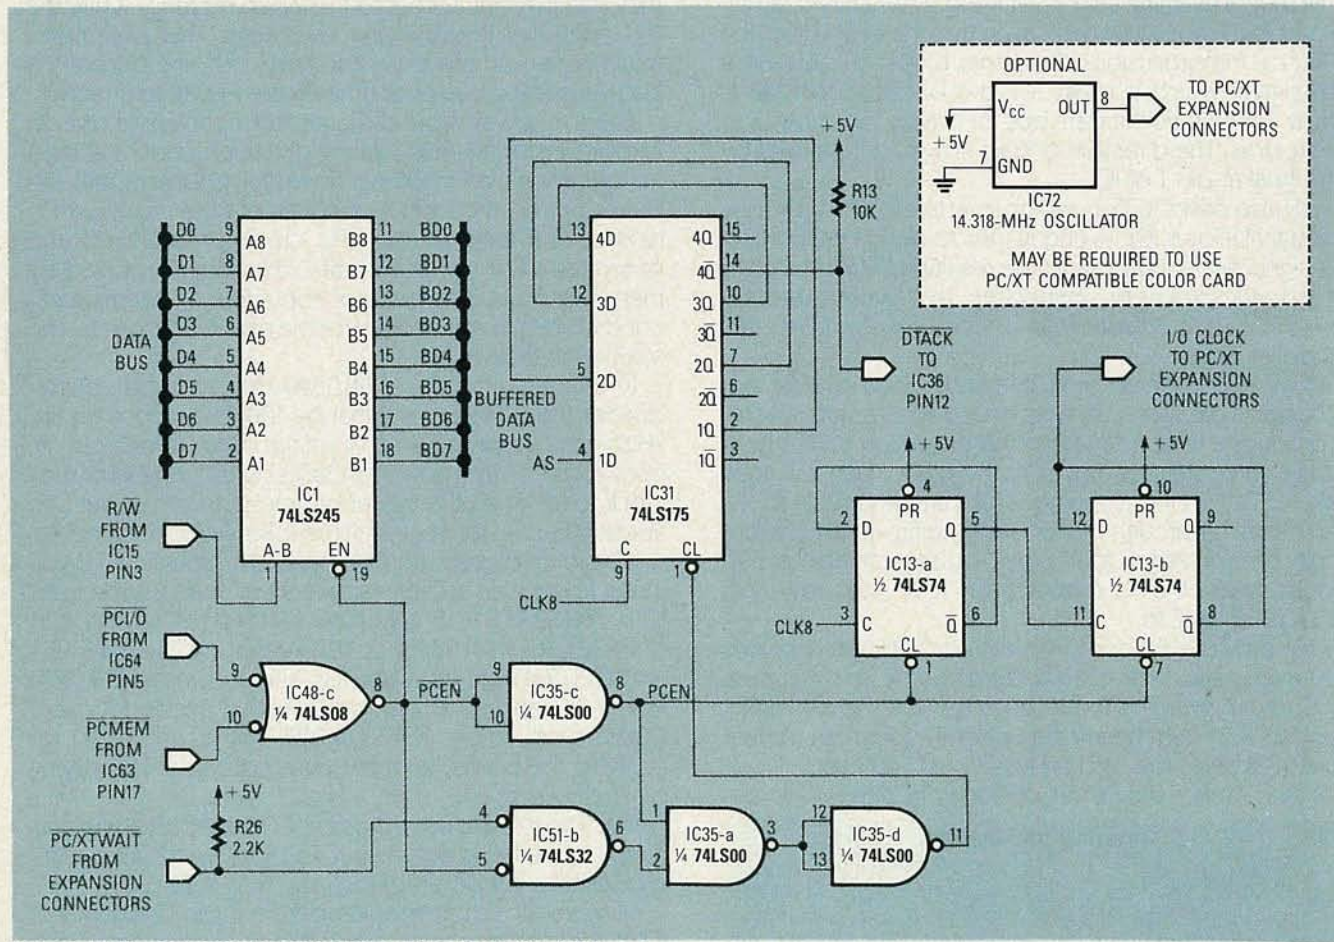 OPTIONAL
V_CC
OUT
8
+5V
7
GND
TO PC/XT
EXPANSION
CONNECTORS
IC72
14.318-MHz OSCILLATOR
MAY BE REQUIRED TO USE
PC/XT COMPATIBLE COLOR CARD
DATA
BUS
D0 9 A8 B8 11 BD0
D1 8 A7 B7 12 BD1
D2 7 A6 B6 13 BD2
D3 6 A5 B5 14 BD3
D4 5 A4 B4 15 BD4
D5 4 A3 B3 16 BD5
D6 3 A2 B2 17 BD6
D7 2 A1 B1 18 BD7
IC1
74LS245
A-B EN
1 19
BUFFERED
DATA
BUS
+5V
R13
10K
13 4D 4Q 15
4Q̅ 14
12 3D 3Q 10
3Q̅ 11
2Q 7
5 2D 2Q̅ 6
1Q 2
AS 4 1D 1Q̅ 3
IC31
74LS175
C CL
9 1
CLK8
D̅T̅A̅C̅K̅
TO
IC36
PIN12
I/O CLOCK
TO PC/XT
EXPANSION
CONNECTORS
+5V
4
PR
2 D Q 5
IC13-a
½ 74LS74
CLK8 3 C Q̅ 6
CL
1
+5V
10
PR
12 D Q 9
IC13-b
½ 74LS74
11 C Q̅ 8
CL
7
R/W̅
FROM
IC15
PIN3
P̅C̅I̅/̅O̅
FROM
IC64
PIN5
P̅C̅M̅E̅M̅
FROM
IC63
PIN17
9
10
IC48-c
¼ 74LS08
8
P̅C̅E̅N̅
9
10
IC35-c
¼ 74LS00
8
PCEN
+5V
R26
2.2K
P̅C̅/̅X̅T̅W̅A̅I̅T̅
FROM
EXPANSION
CONNECTORS
4
5
IC51-b
¼ 74LS32
6
1
2
IC35-a
¼ 74LS00
3
12
13
IC35-d
¼ 74LS00
11